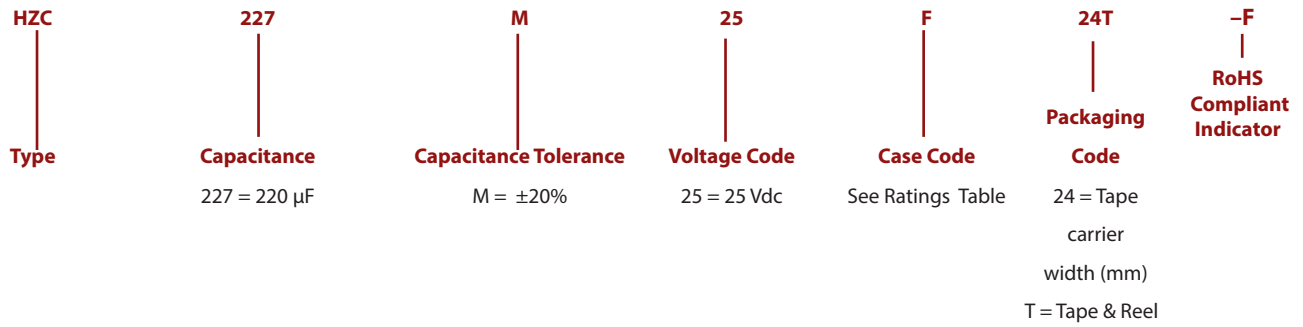 HZC 227 M 25 F 24T –F
RoHS
Compliant
Indicator
Packaging
Type Capacitance Capacitance Tolerance Voltage Code Case Code Code
227 = 220 µF M = ±20% 25 = 25 Vdc See Ratings Table 24 = Tape
carrier
width (mm)
T = Tape & Reel